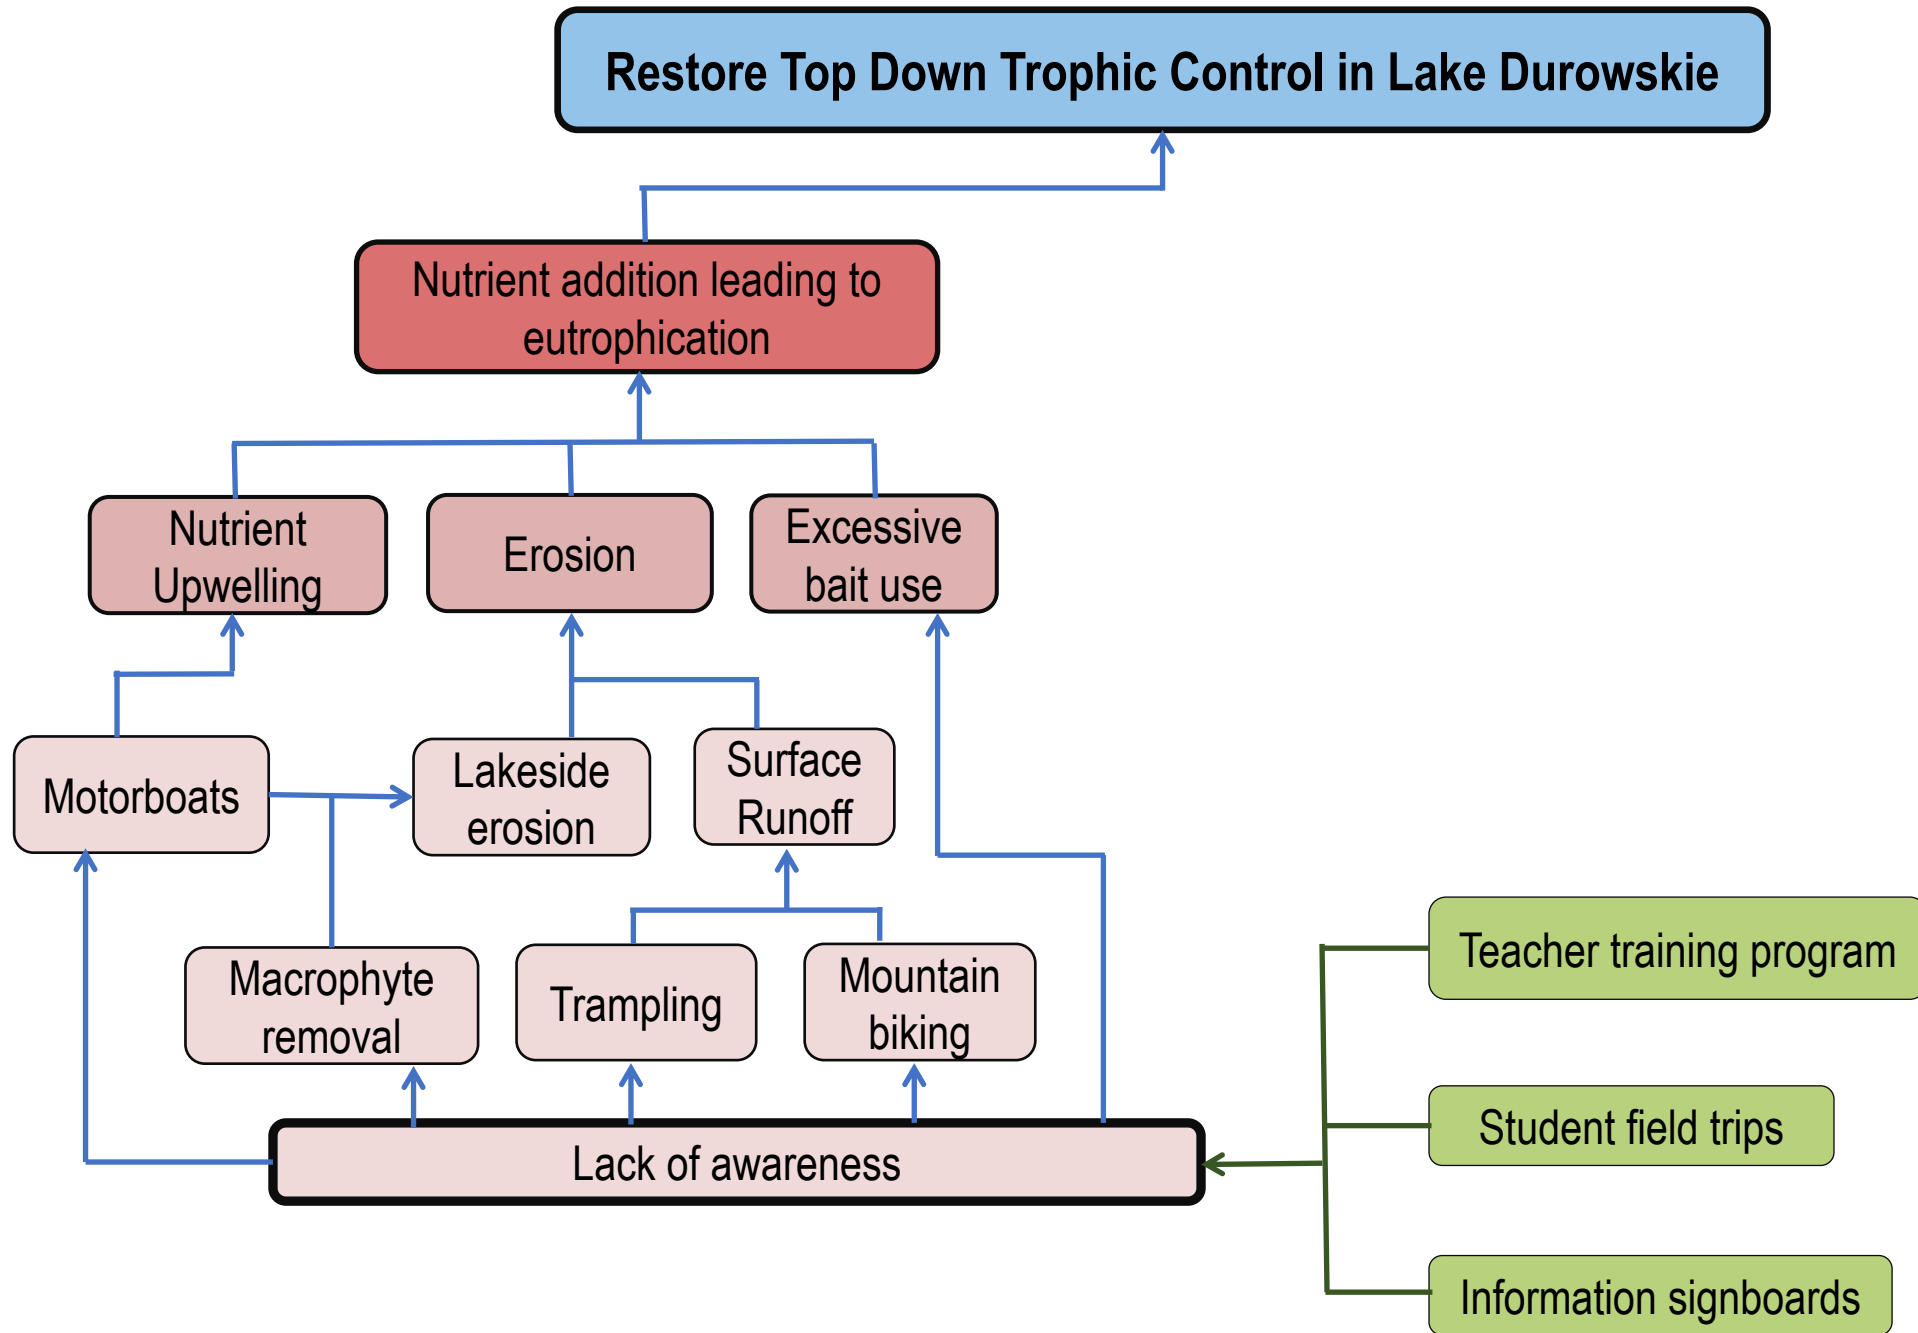 Restore Top Down Trophic Control in Lake Durowskie
Nutrient addition leading to
eutrophication
Nutrient
Upwelling
Erosion
Excessive
bait use
Motorboats
Lakeside
erosion
Surface
Runoff
Macrophyte
removal
Trampling
Mountain
biking
Lack of awareness
Teacher training program
Student field trips
Information signboards